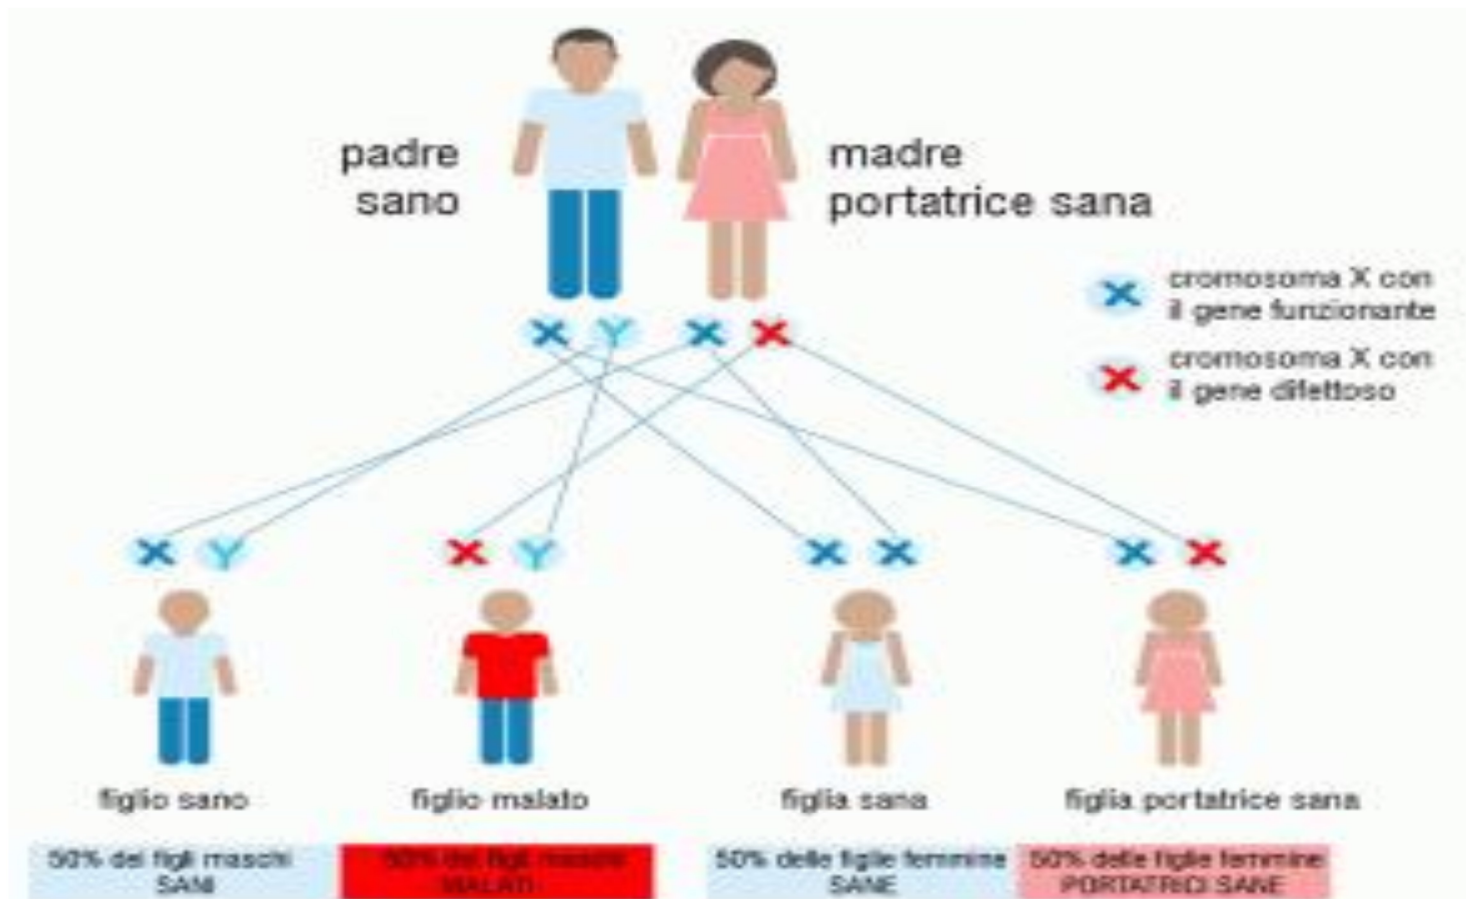 padre
sano
madre
portatrice sana
cromosoma X con
il gene funzionante
cromosoma X con
il gene difettoso
X Y X X
X Y X Y X X X X
figlio sano
figlio malato
figlia sana
figlia portatrice sana
50% dei figli maschi
SANI
50% dei figli maschi
MALATI
50% delle figlie femmine
SANE
50% delle figlie femmine
PORTATRICI SANE